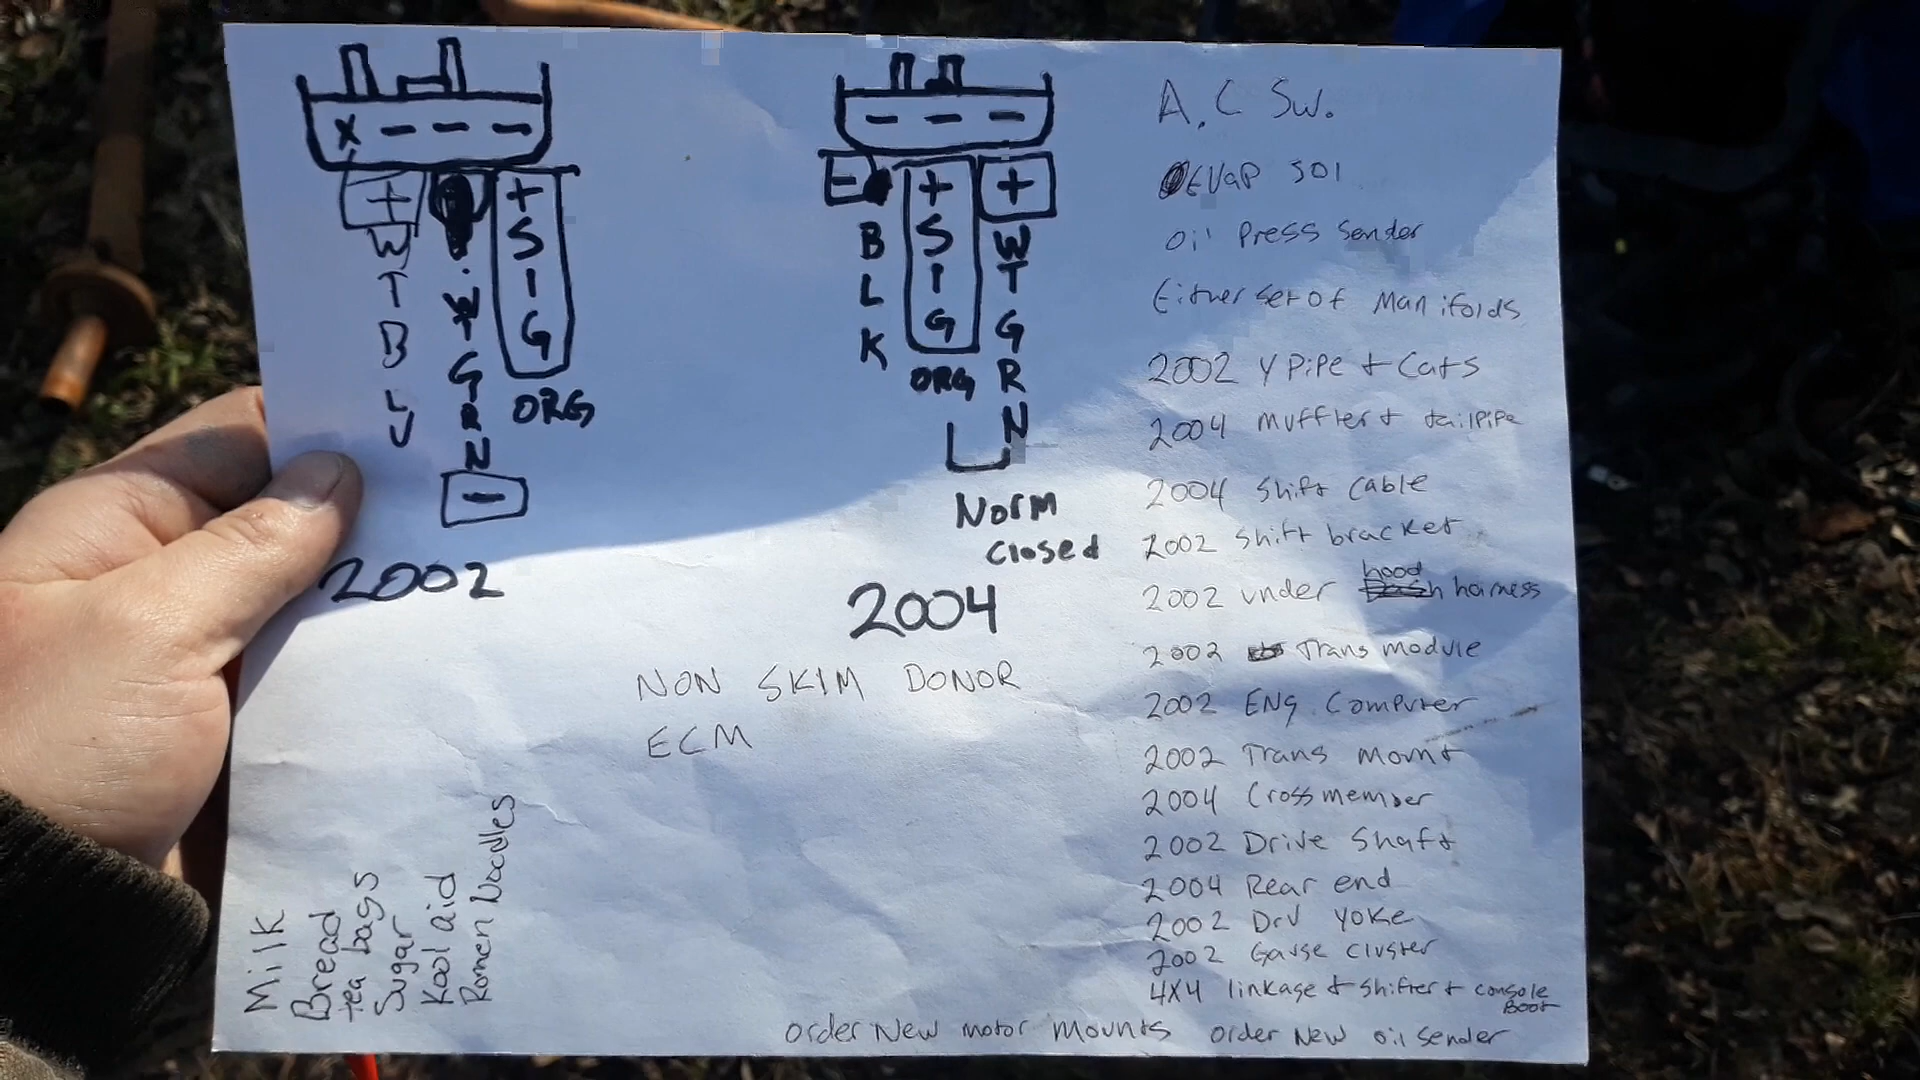 X - - -
+ + SIG
WT BLU
WT GRN
ORG
-
2002
- - -
- + SIG +
BLK
ORG
WT GRN
Norm
closed
2004
NON SKIM DONOR
ECM
A.C Sw.
EVaP SOl
oil Press Sender
Either set of Manifolds
2002 Y PiPe + Cats
2004 Muffler + tailPiPe
2004 Shift cable
2002 Shift bracket
2002 under hood harness
2002 Trans module
2002 ENG. Computer
2002 Trans Mount
2004 Crossmember
2002 Drive Shaft
2004 Rear end
2002 Drv Yoke
2002 Gauge cluster
4X4 linkage + Shifter + console
Boot
order New motor Mounts order New oil sender
Milk
Bread
tea bags
Sugar
Kool aid
Romen Noodles